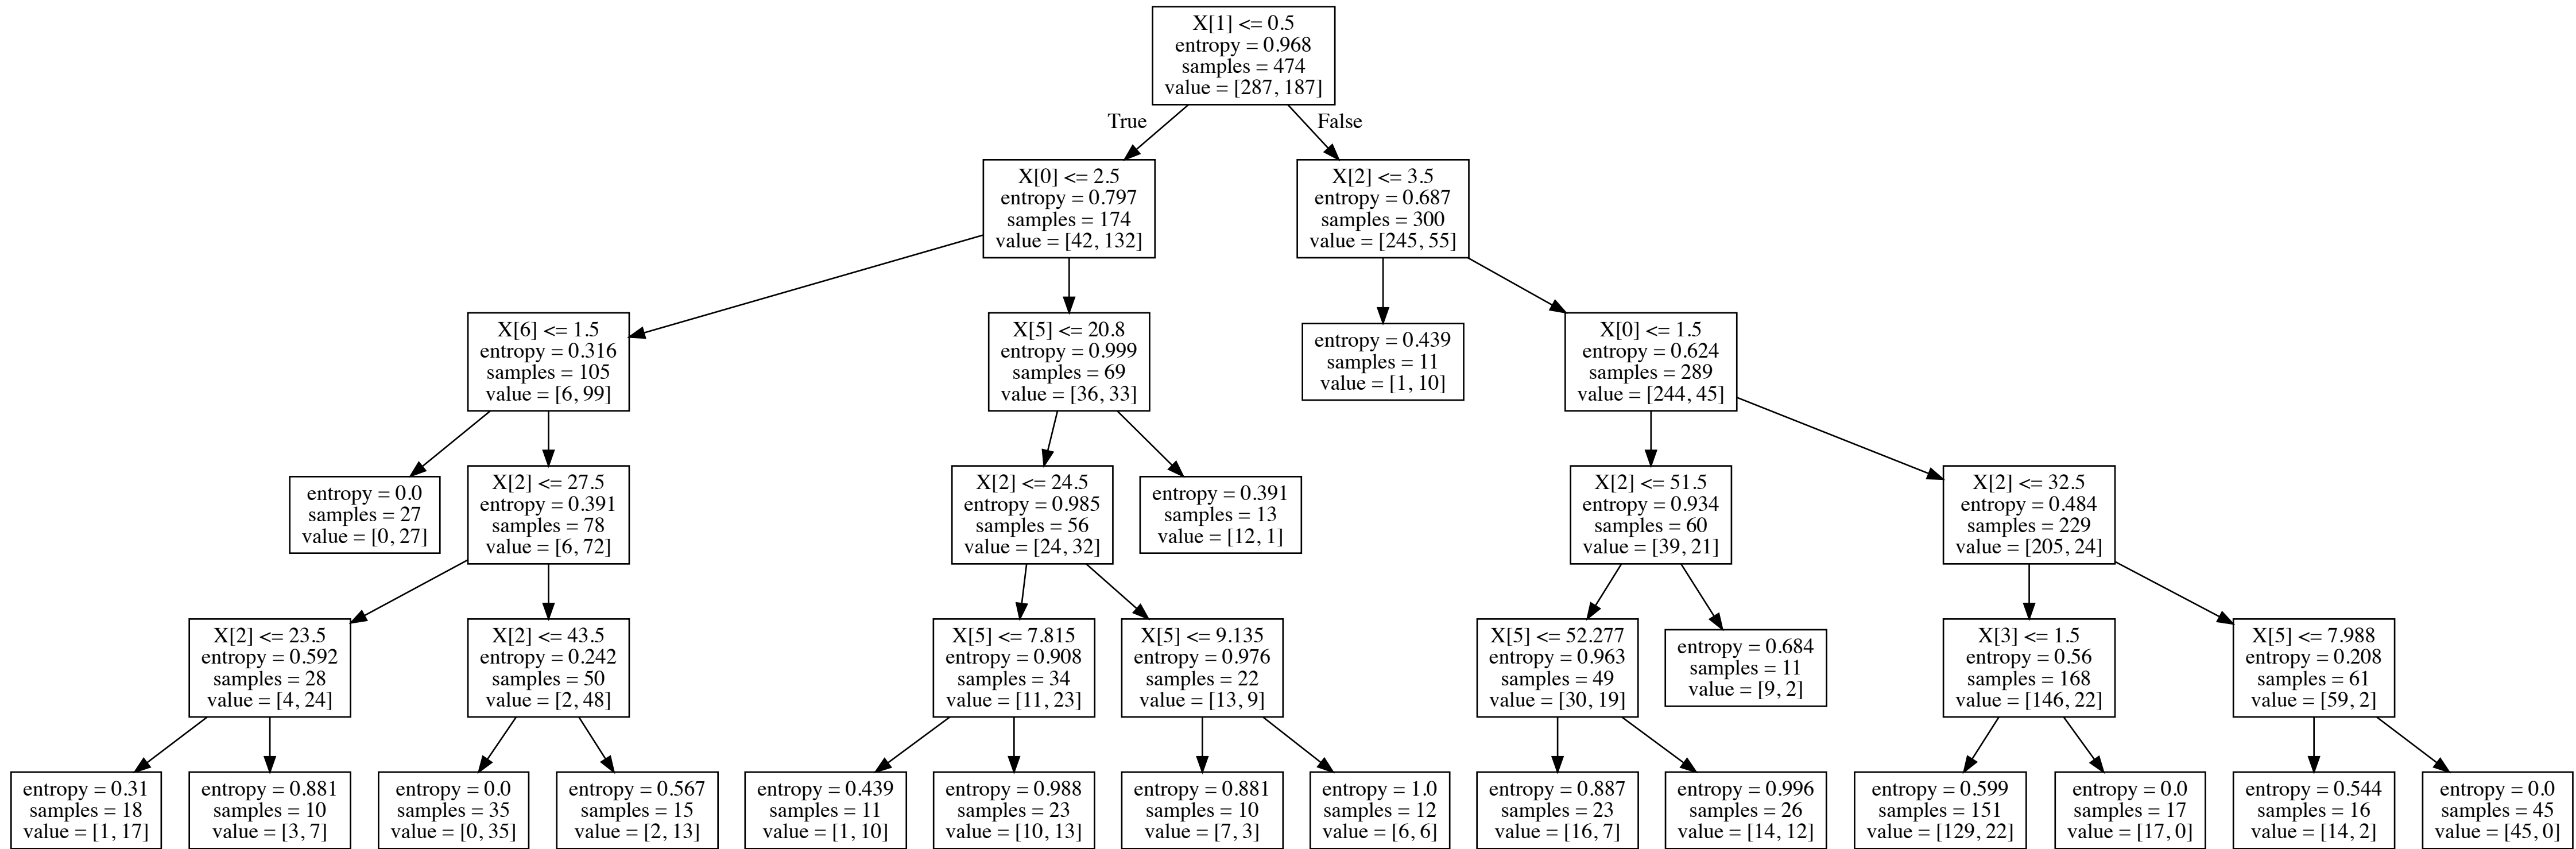 X[1] <= 0.5
entropy = 0.968
samples = 474
value = [287, 187]
True
False
X[0] <= 2.5
entropy = 0.797
samples = 174
value = [42, 132]
X[2] <= 3.5
entropy = 0.687
samples = 300
value = [245, 55]
X[6] <= 1.5
entropy = 0.316
samples = 105
value = [6, 99]
X[5] <= 20.8
entropy = 0.999
samples = 69
value = [36, 33]
entropy = 0.439
samples = 11
value = [1, 10]
X[0] <= 1.5
entropy = 0.624
samples = 289
value = [244, 45]
entropy = 0.0
samples = 27
value = [0, 27]
X[2] <= 27.5
entropy = 0.391
samples = 78
value = [6, 72]
X[2] <= 24.5
entropy = 0.985
samples = 56
value = [24, 32]
entropy = 0.391
samples = 13
value = [12, 1]
X[2] <= 51.5
entropy = 0.934
samples = 60
value = [39, 21]
X[2] <= 32.5
entropy = 0.484
samples = 229
value = [205, 24]
X[2] <= 23.5
entropy = 0.592
samples = 28
value = [4, 24]
X[2] <= 43.5
entropy = 0.242
samples = 50
value = [2, 48]
X[5] <= 7.815
entropy = 0.908
samples = 34
value = [11, 23]
X[5] <= 9.135
entropy = 0.976
samples = 22
value = [13, 9]
X[5] <= 52.277
entropy = 0.963
samples = 49
value = [30, 19]
entropy = 0.684
samples = 11
value = [9, 2]
X[3] <= 1.5
entropy = 0.56
samples = 168
value = [146, 22]
X[5] <= 7.988
entropy = 0.208
samples = 61
value = [59, 2]
entropy = 0.31
samples = 18
value = [1, 17]
entropy = 0.881
samples = 10
value = [3, 7]
entropy = 0.0
samples = 35
value = [0, 35]
entropy = 0.567
samples = 15
value = [2, 13]
entropy = 0.439
samples = 11
value = [1, 10]
entropy = 0.988
samples = 23
value = [10, 13]
entropy = 0.881
samples = 10
value = [7, 3]
entropy = 1.0
samples = 12
value = [6, 6]
entropy = 0.887
samples = 23
value = [16, 7]
entropy = 0.996
samples = 26
value = [14, 12]
entropy = 0.599
samples = 151
value = [129, 22]
entropy = 0.0
samples = 17
value = [17, 0]
entropy = 0.544
samples = 16
value = [14, 2]
entropy = 0.0
samples = 45
value = [45, 0]